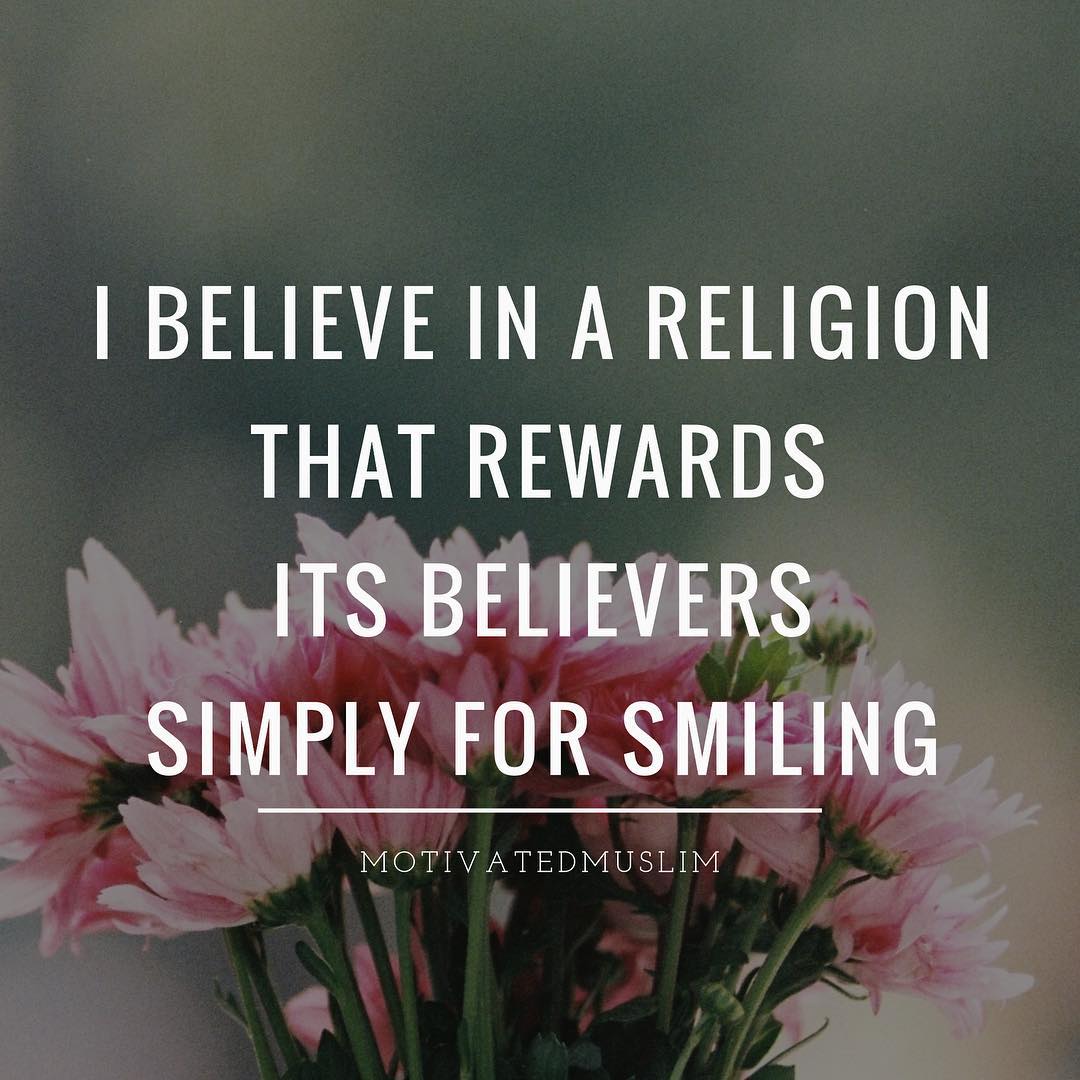 I BELIEVE IN A RELIGION
THAT REWARDS
ITS BELIEVERS
SIMPLY FOR SMILING
MOTIVATEDMUSLIM